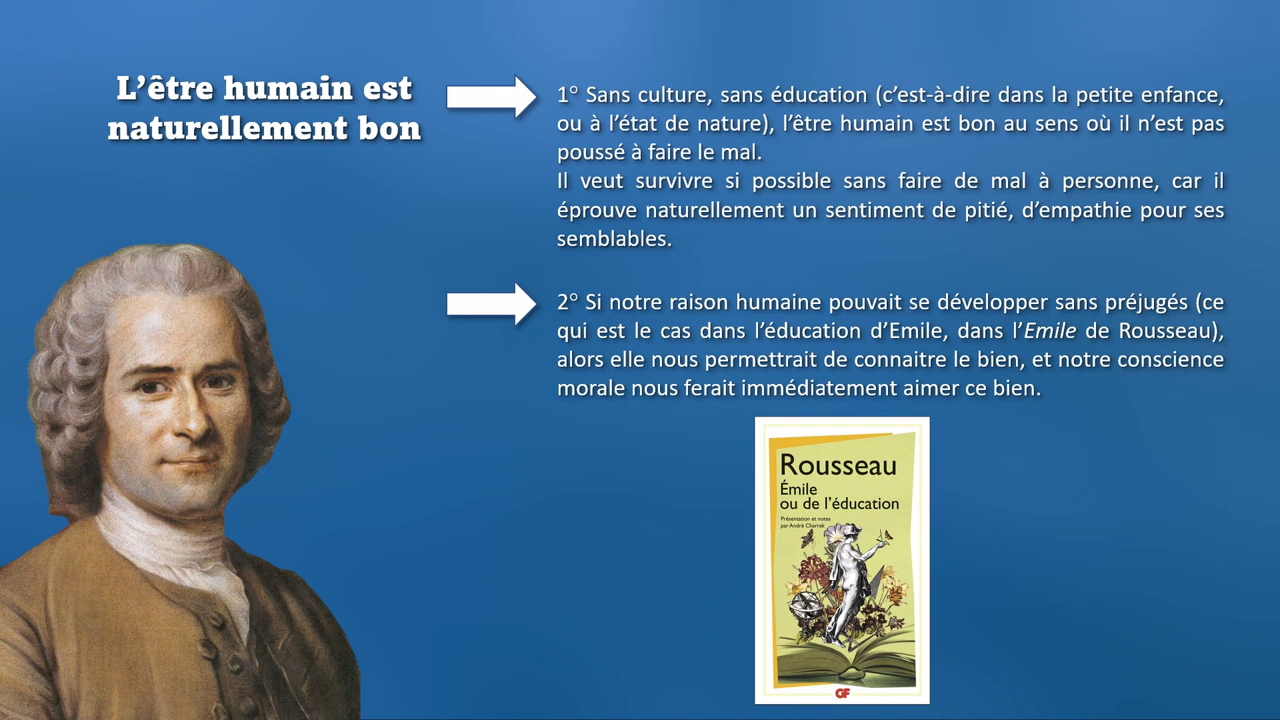 L’être humain est
naturellement bon
1° Sans culture, sans éducation (c’est-à-dire dans la petite enfance,
ou à l’état de nature), l’être humain est bon au sens où il n’est pas
poussé à faire le mal.
Il veut survivre si possible sans faire de mal à personne, car il
éprouve naturellement un sentiment de pitié, d’empathie pour ses
semblables.
2° Si notre raison humaine pouvait se développer sans préjugés (ce
qui est le cas dans l’éducation d’Emile, dans l’Emile de Rousseau),
alors elle nous permettrait de connaitre le bien, et notre conscience
morale nous ferait immédiatement aimer ce bien.
Rousseau
Émile
ou de l’éducation
Présentation et notes
par André Charrak
GF